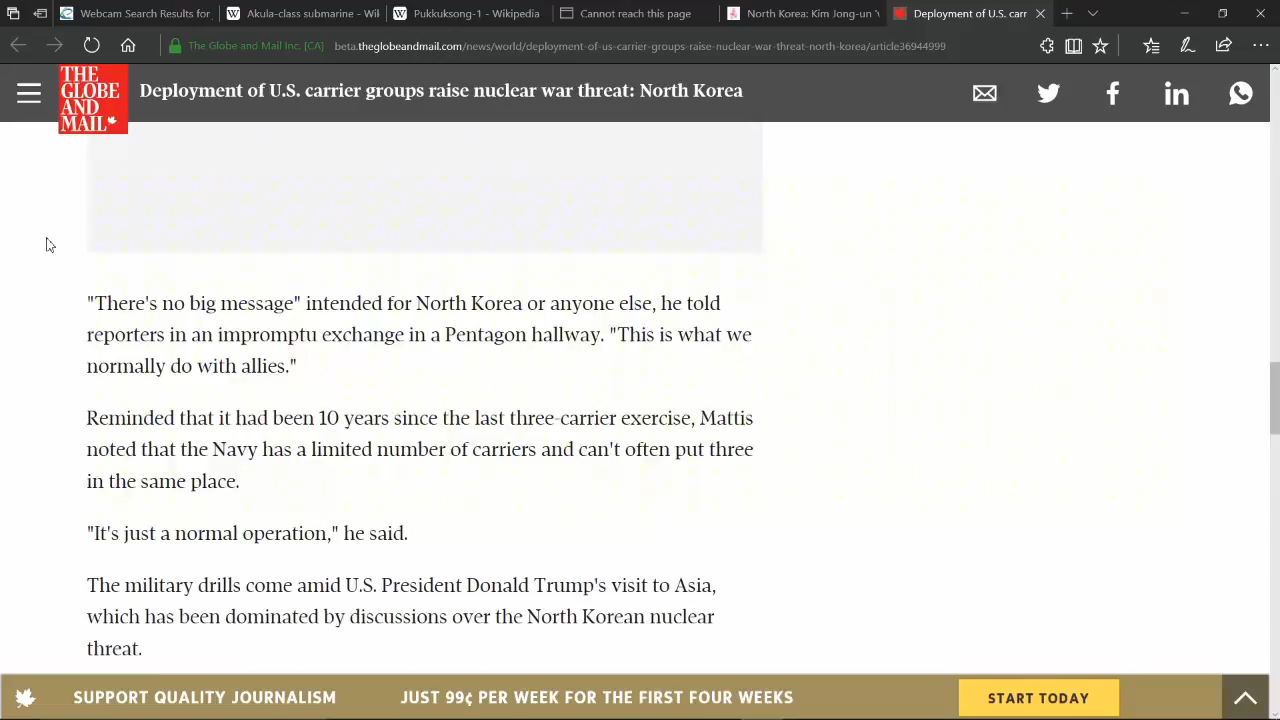 Webcam Search Results for
Akula-class submarine - Wiki
Pukkuksong-1 - Wikipedia
Cannot reach this page
North Korea: Kim Jong-un '
Deployment of U.S. carr
The Globe and Mail Inc. [CA]
beta.theglobeandmail.com/news/world/deployment-of-us-carrier-groups-raise-nuclear-war-threat-north-korea/article36944999
THE
GLOBE
AND
MAIL
Deployment of U.S. carrier groups raise nuclear war threat: North Korea
"There's no big message" intended for North Korea or anyone else, he told
reporters in an impromptu exchange in a Pentagon hallway. "This is what we
normally do with allies."
Reminded that it had been 10 years since the last three-carrier exercise, Mattis
noted that the Navy has a limited number of carriers and can't often put three
in the same place.
"It's just a normal operation," he said.
The military drills come amid U.S. President Donald Trump's visit to Asia,
which has been dominated by discussions over the North Korean nuclear
threat.
SUPPORT QUALITY JOURNALISM
JUST 99¢ PER WEEK FOR THE FIRST FOUR WEEKS
START TODAY